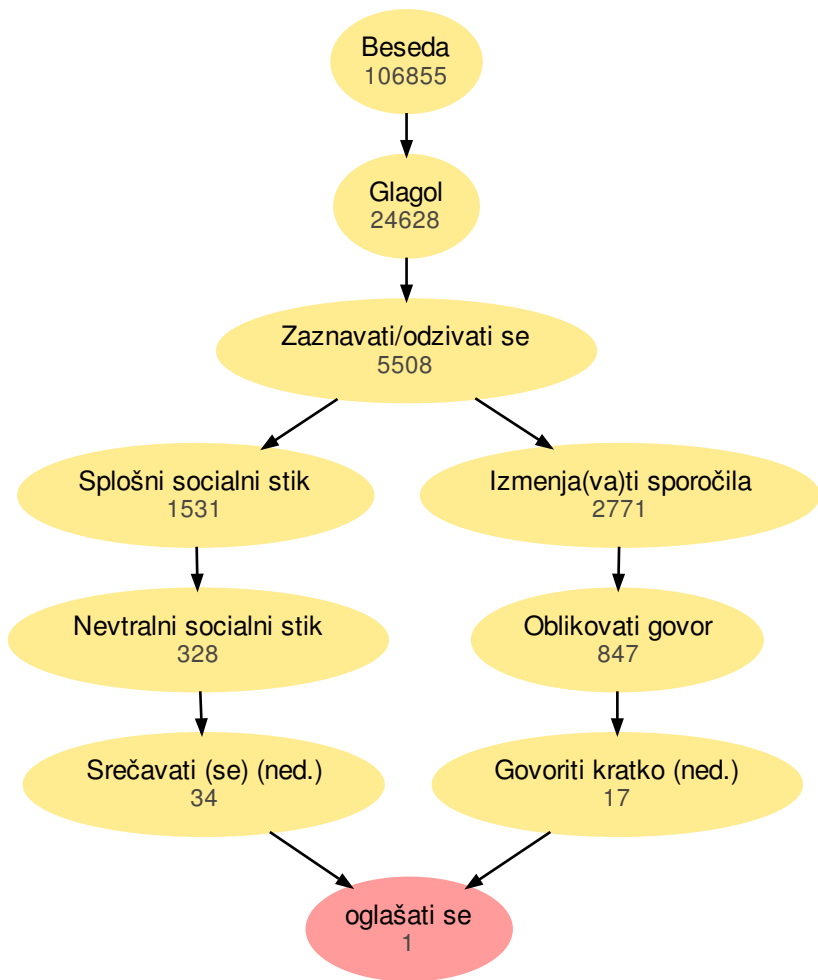 Beseda
106855
Glagol
24628
Zaznavati/odzivati se
5508
Splošni socialni stik
1531
Izmenja(va)ti sporočila
2771
Nevtralni socialni stik
328
Oblikovati govor
847
Srečavati (se) (ned.)
34
Govoriti kratko (ned.)
17
oglašati se
1